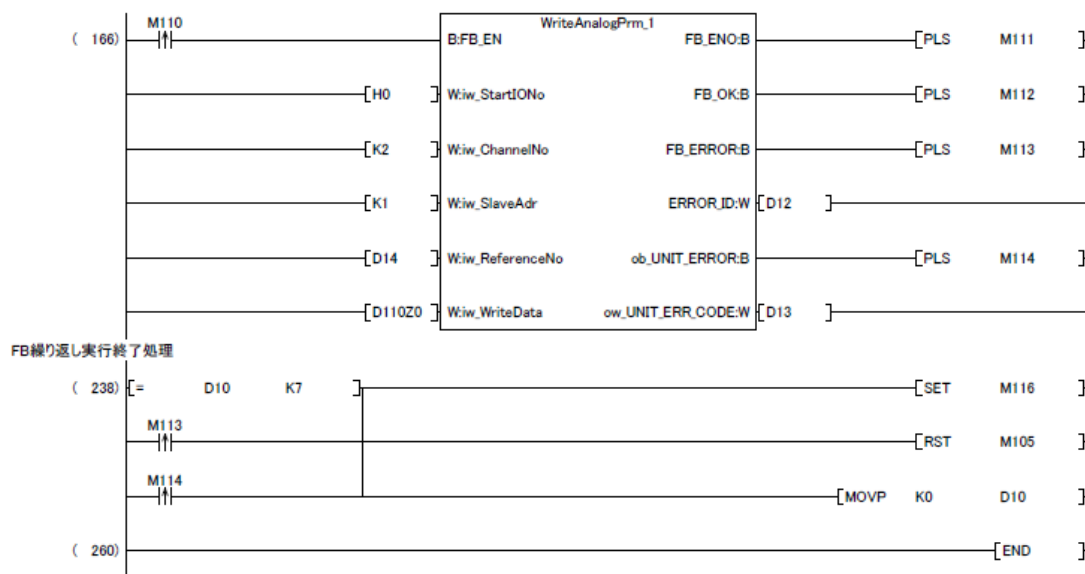 M110 WriteAnalogPrm_1
( 166) B:FB_EN FB_ENO:B [PLS M111 ]
[H0 ] W:iw_StartIONo FB_OK:B [PLS M112 ]
[K2 ] W:iw_ChannelNo FB_ERROR:B [PLS M113 ]
[K1 ] W:iw_SlaveAdr ERROR_ID:W [D12 ]
[D14 ] W:iw_ReferenceNo ob_UNIT_ERROR:B [PLS M114 ]
[D110Z0 ] W:iw_WriteData ow_UNIT_ERR_CODE:W [D13 ]
FB繰り返し実行終了処理
( 238) [= D10 K7 ] [SET M116 ]
M113
[RST M105 ]
M114
[MOVP K0 D10 ]
( 260) [END ]